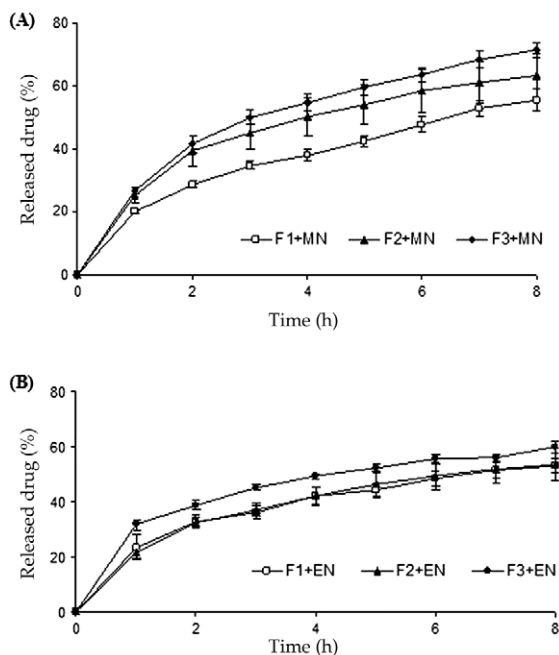 (A)
Released drug (%)
80
60
40
20
0
F1+MN F2+MN F3+MN
0 2 4 6 8
Time (h)
(B)
Released drug (%)
80
60
40
20
0
F1+EN F2+EN F3+EN
0 2 4 6 8
Time (h)